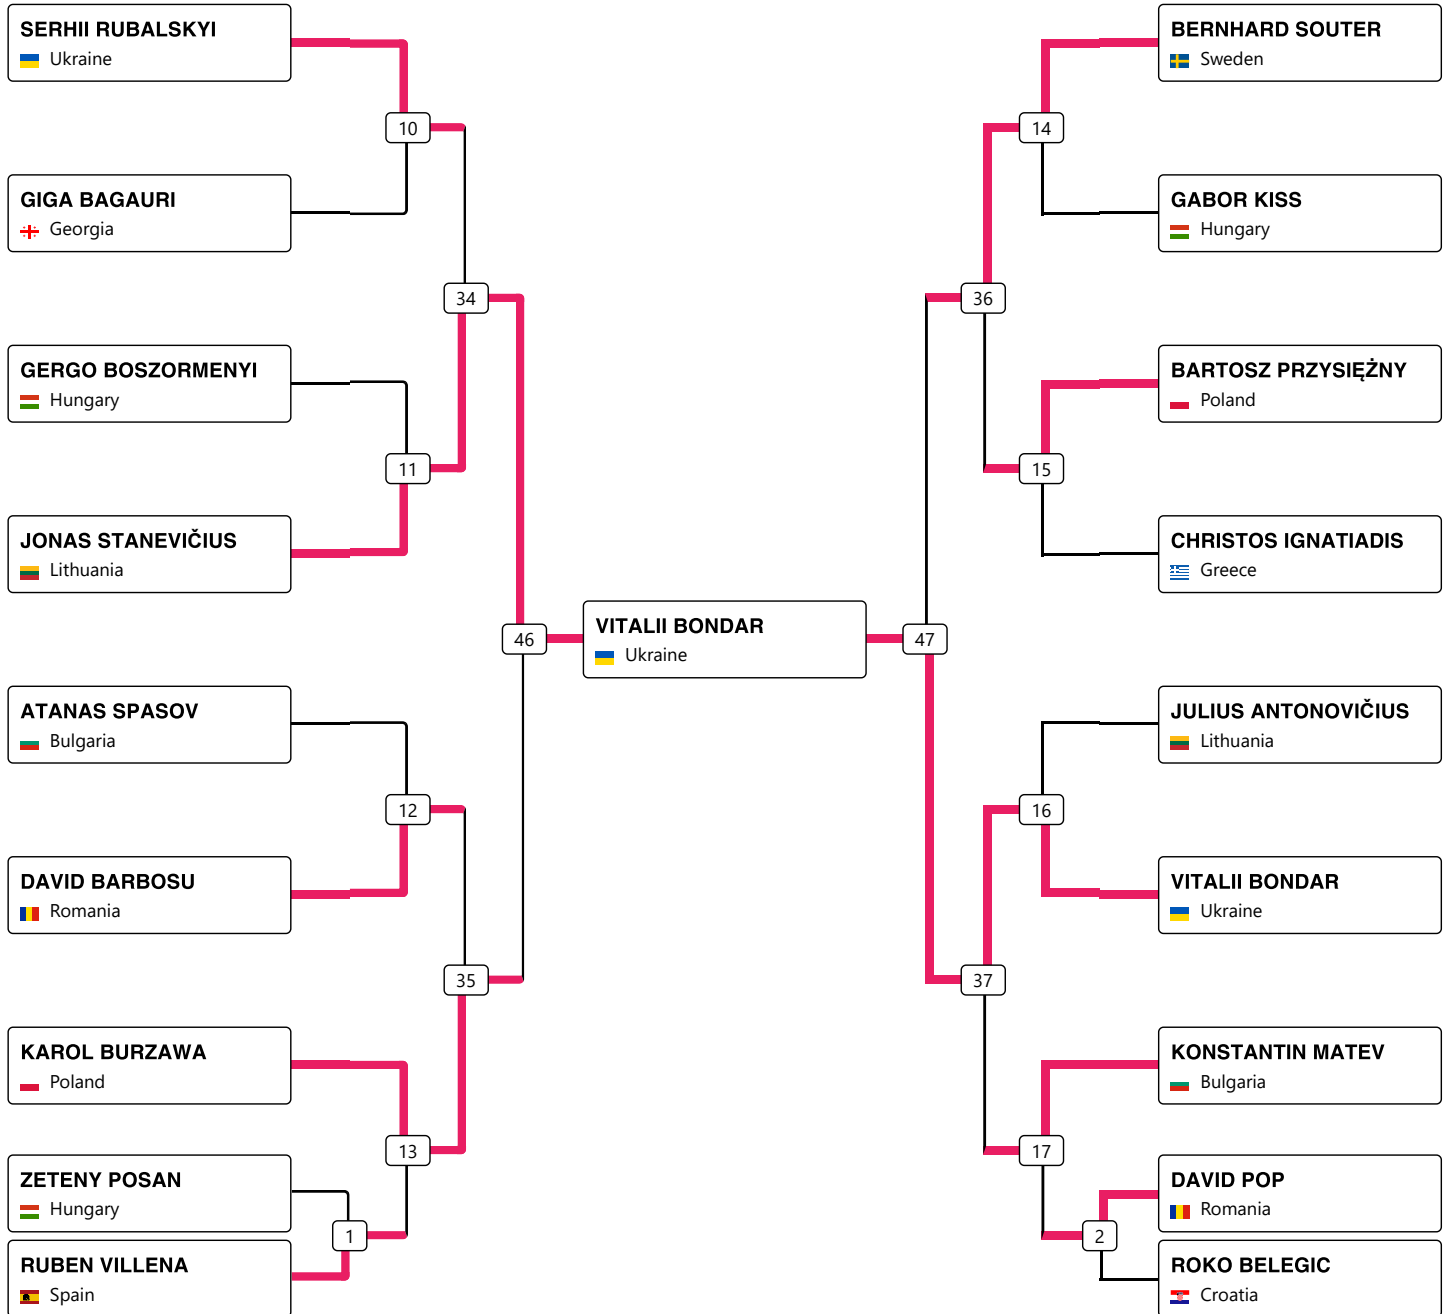 SERHII RUBALSKYI
Ukraine
10
GIGA BAGAURI
Georgia
34
GERGO BOSZORMENYI
Hungary
11
JONAS STANEVIČIUS
Lithuania
46
ATANAS SPASOV
Bulgaria
12
DAVID BARBOSU
Romania
35
KAROL BURZAWA
Poland
13
ZETENY POSAN
Hungary
1
RUBEN VILLENA
Spain
VITALII BONDAR
Ukraine
BERNHARD SOUTER
Sweden
14
GABOR KISS
Hungary
36
BARTOSZ PRZYSIĘŻNY
Poland
15
CHRISTOS IGNATIADIS
Greece
47
JULIUS ANTONOVIČIUS
Lithuania
16
VITALII BONDAR
Ukraine
37
KONSTANTIN MATEV
Bulgaria
17
DAVID POP
Romania
2
ROKO BELEGIC
Croatia